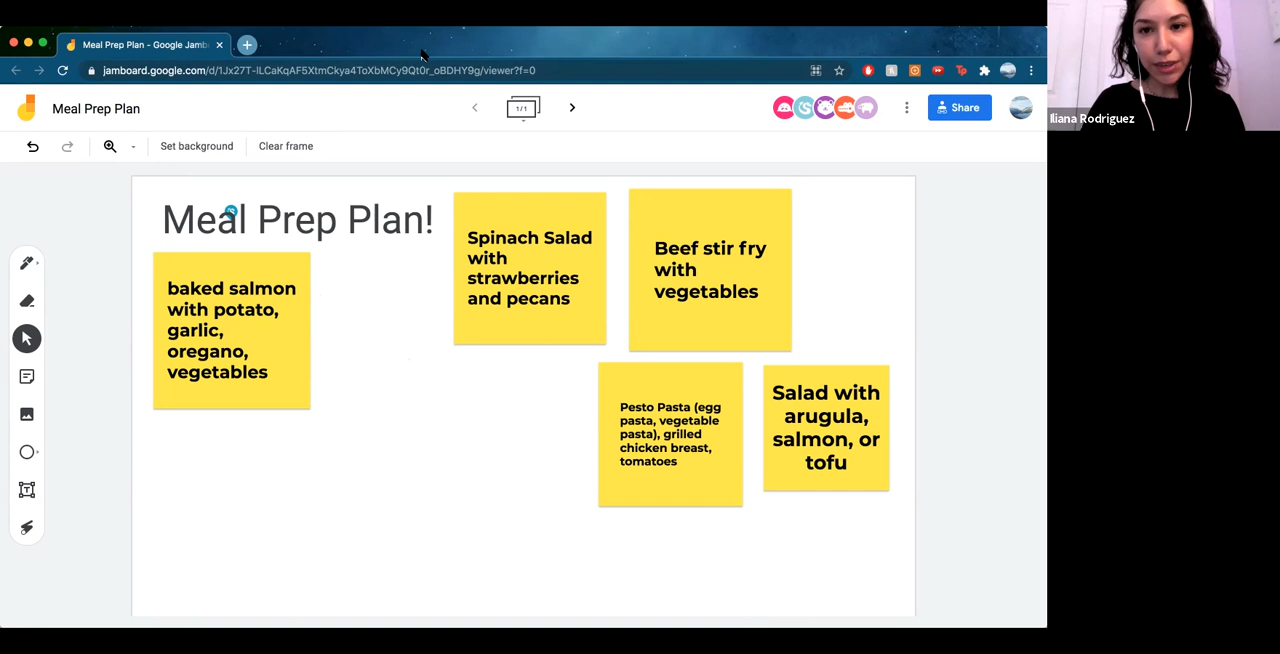 Meal Prep Plan - Google Jamb
jamboard.google.com/d/1Jx27T-ILCaKqAF5XtmCkya4ToXbMCy9Qt0r_oBDHY9g/viewer?f=0
Meal Prep Plan
1/1
Share
Set background
Clear frame
Meal Prep Plan!
baked salmon
with potato,
garlic,
oregano,
vegetables
Spinach Salad
with
strawberries
and pecans
Beef stir fry
with
vegetables
Pesto Pasta (egg
pasta, vegetable
pasta), grilled
chicken breast,
tomatoes
Salad with
arugula,
salmon, or
tofu
Iliana Rodriguez